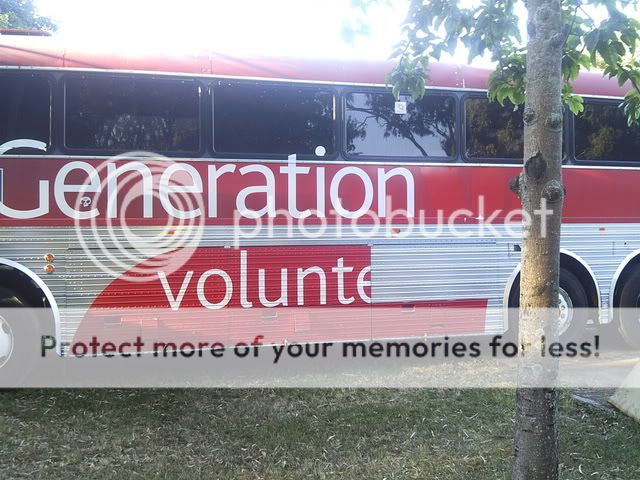 Generation
photobucket
volunte
Protect more of your memories for less!